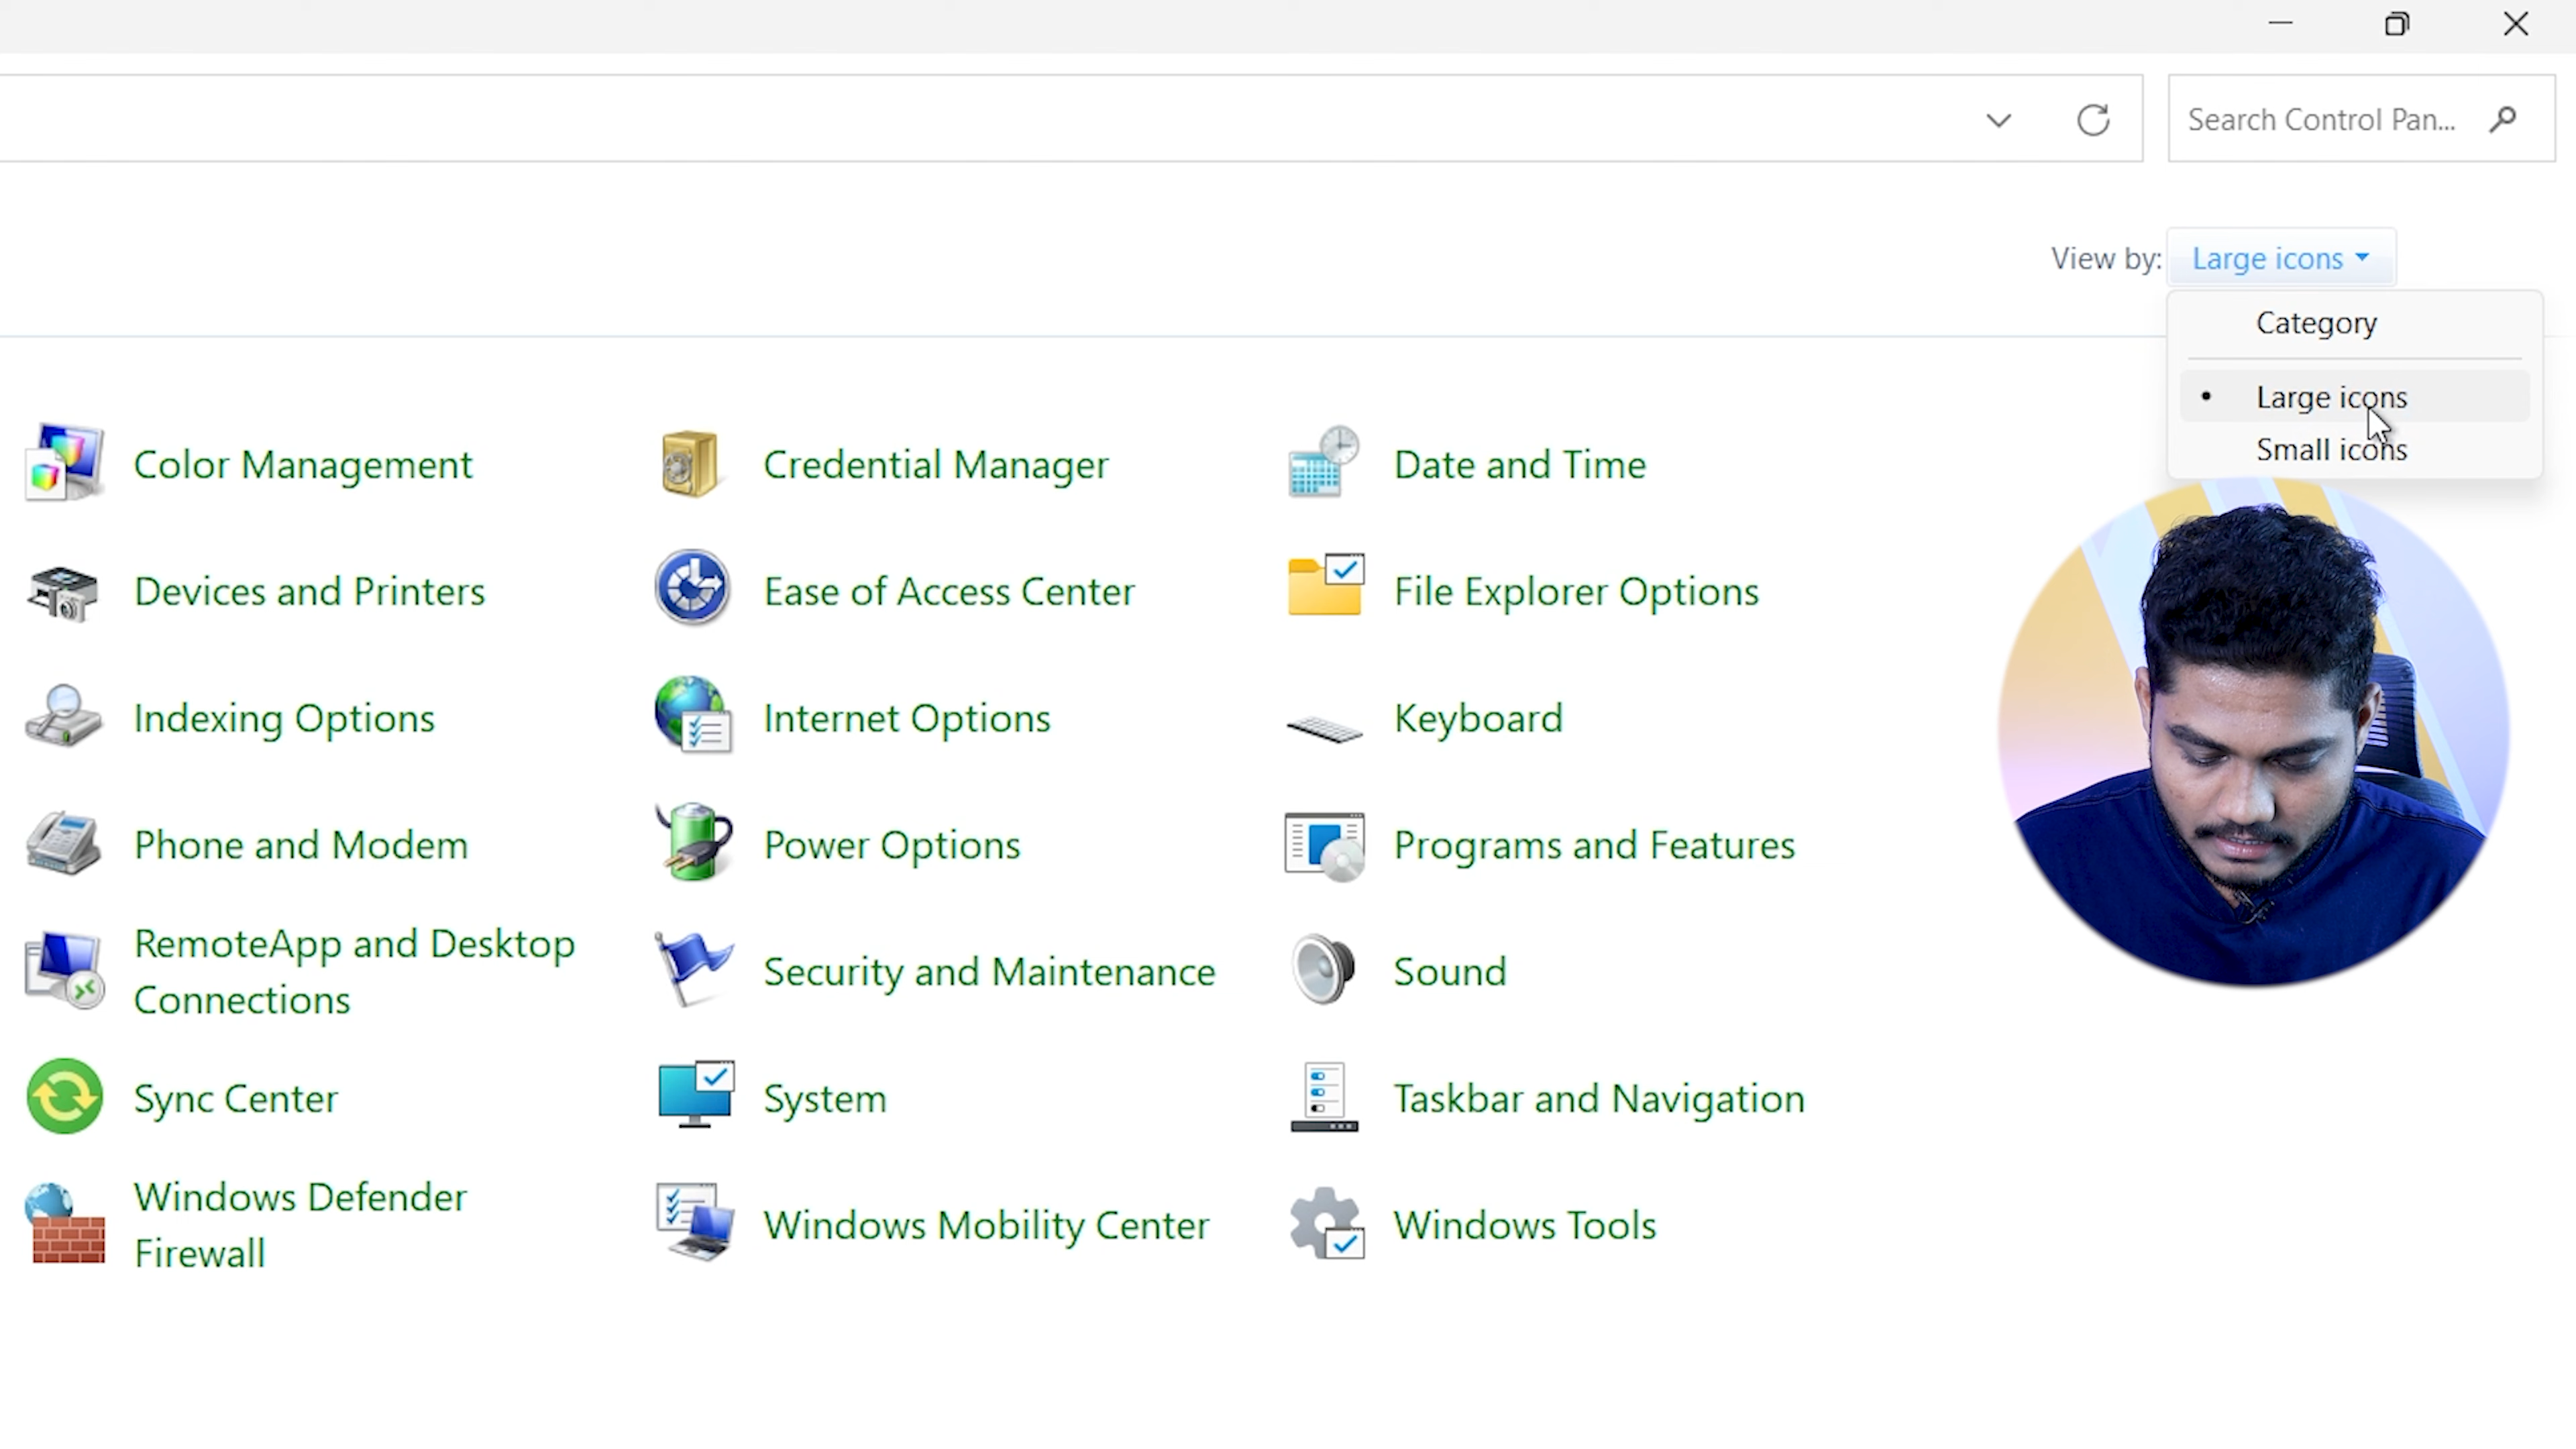 Search Control Pan...
View by: Large icons
Category
Large icons
Small icons
Color Management
Credential Manager
Date and Time
Devices and Printers
Ease of Access Center
File Explorer Options
Indexing Options
Internet Options
Keyboard
Phone and Modem
Power Options
Programs and Features
RemoteApp and Desktop
Connections
Security and Maintenance
Sound
Sync Center
System
Taskbar and Navigation
Windows Defender
Firewall
Windows Mobility Center
Windows Tools